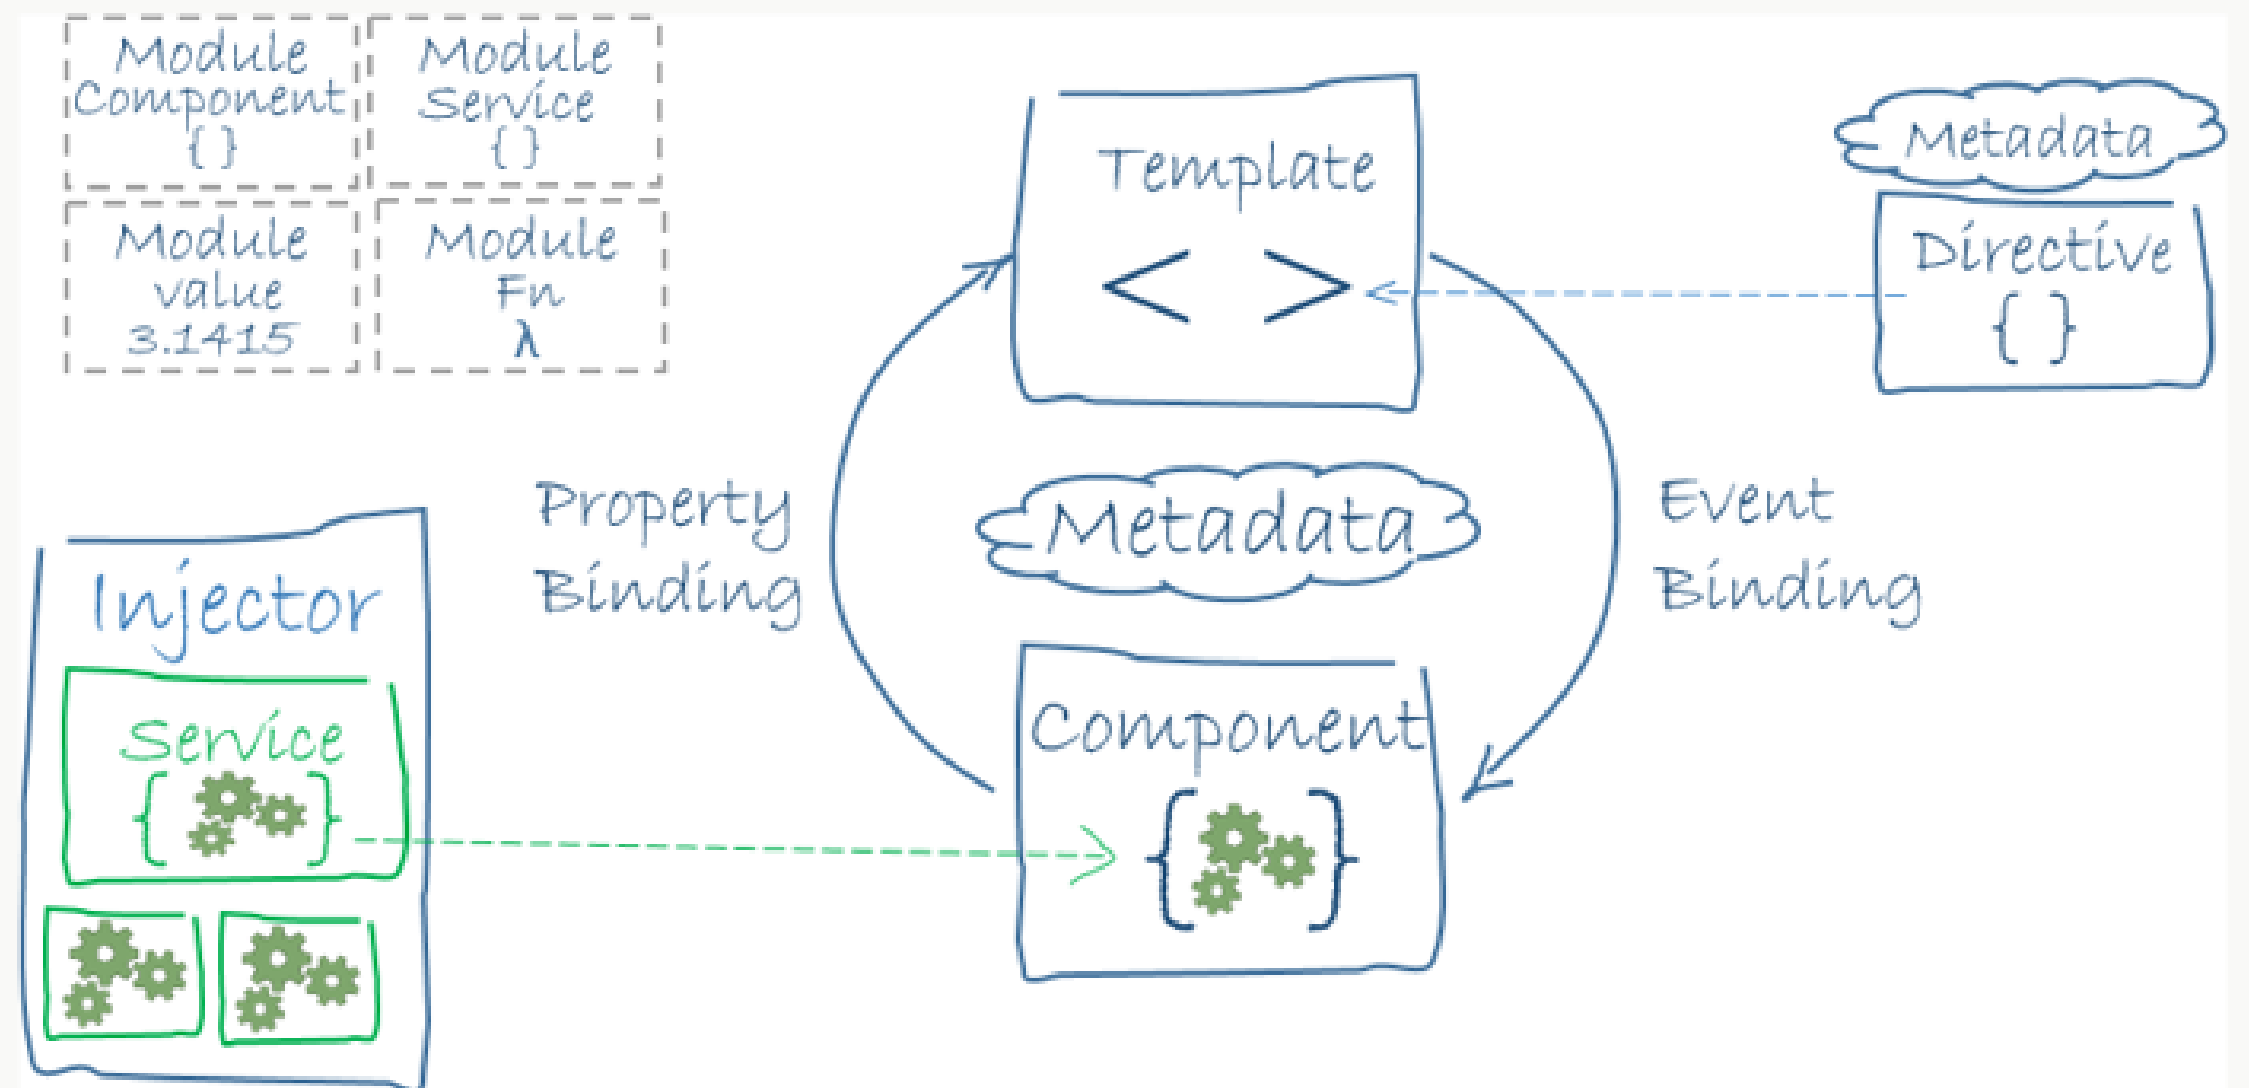 Module
Component
{ }
Module
Service
{ }
Module
value
3.1415
Module
Fn
λ
Template
< >
Metadata
Directive
{ }
Property
Binding
Metadata
Event
Binding
Injector
Service
{ }
Component
{ }